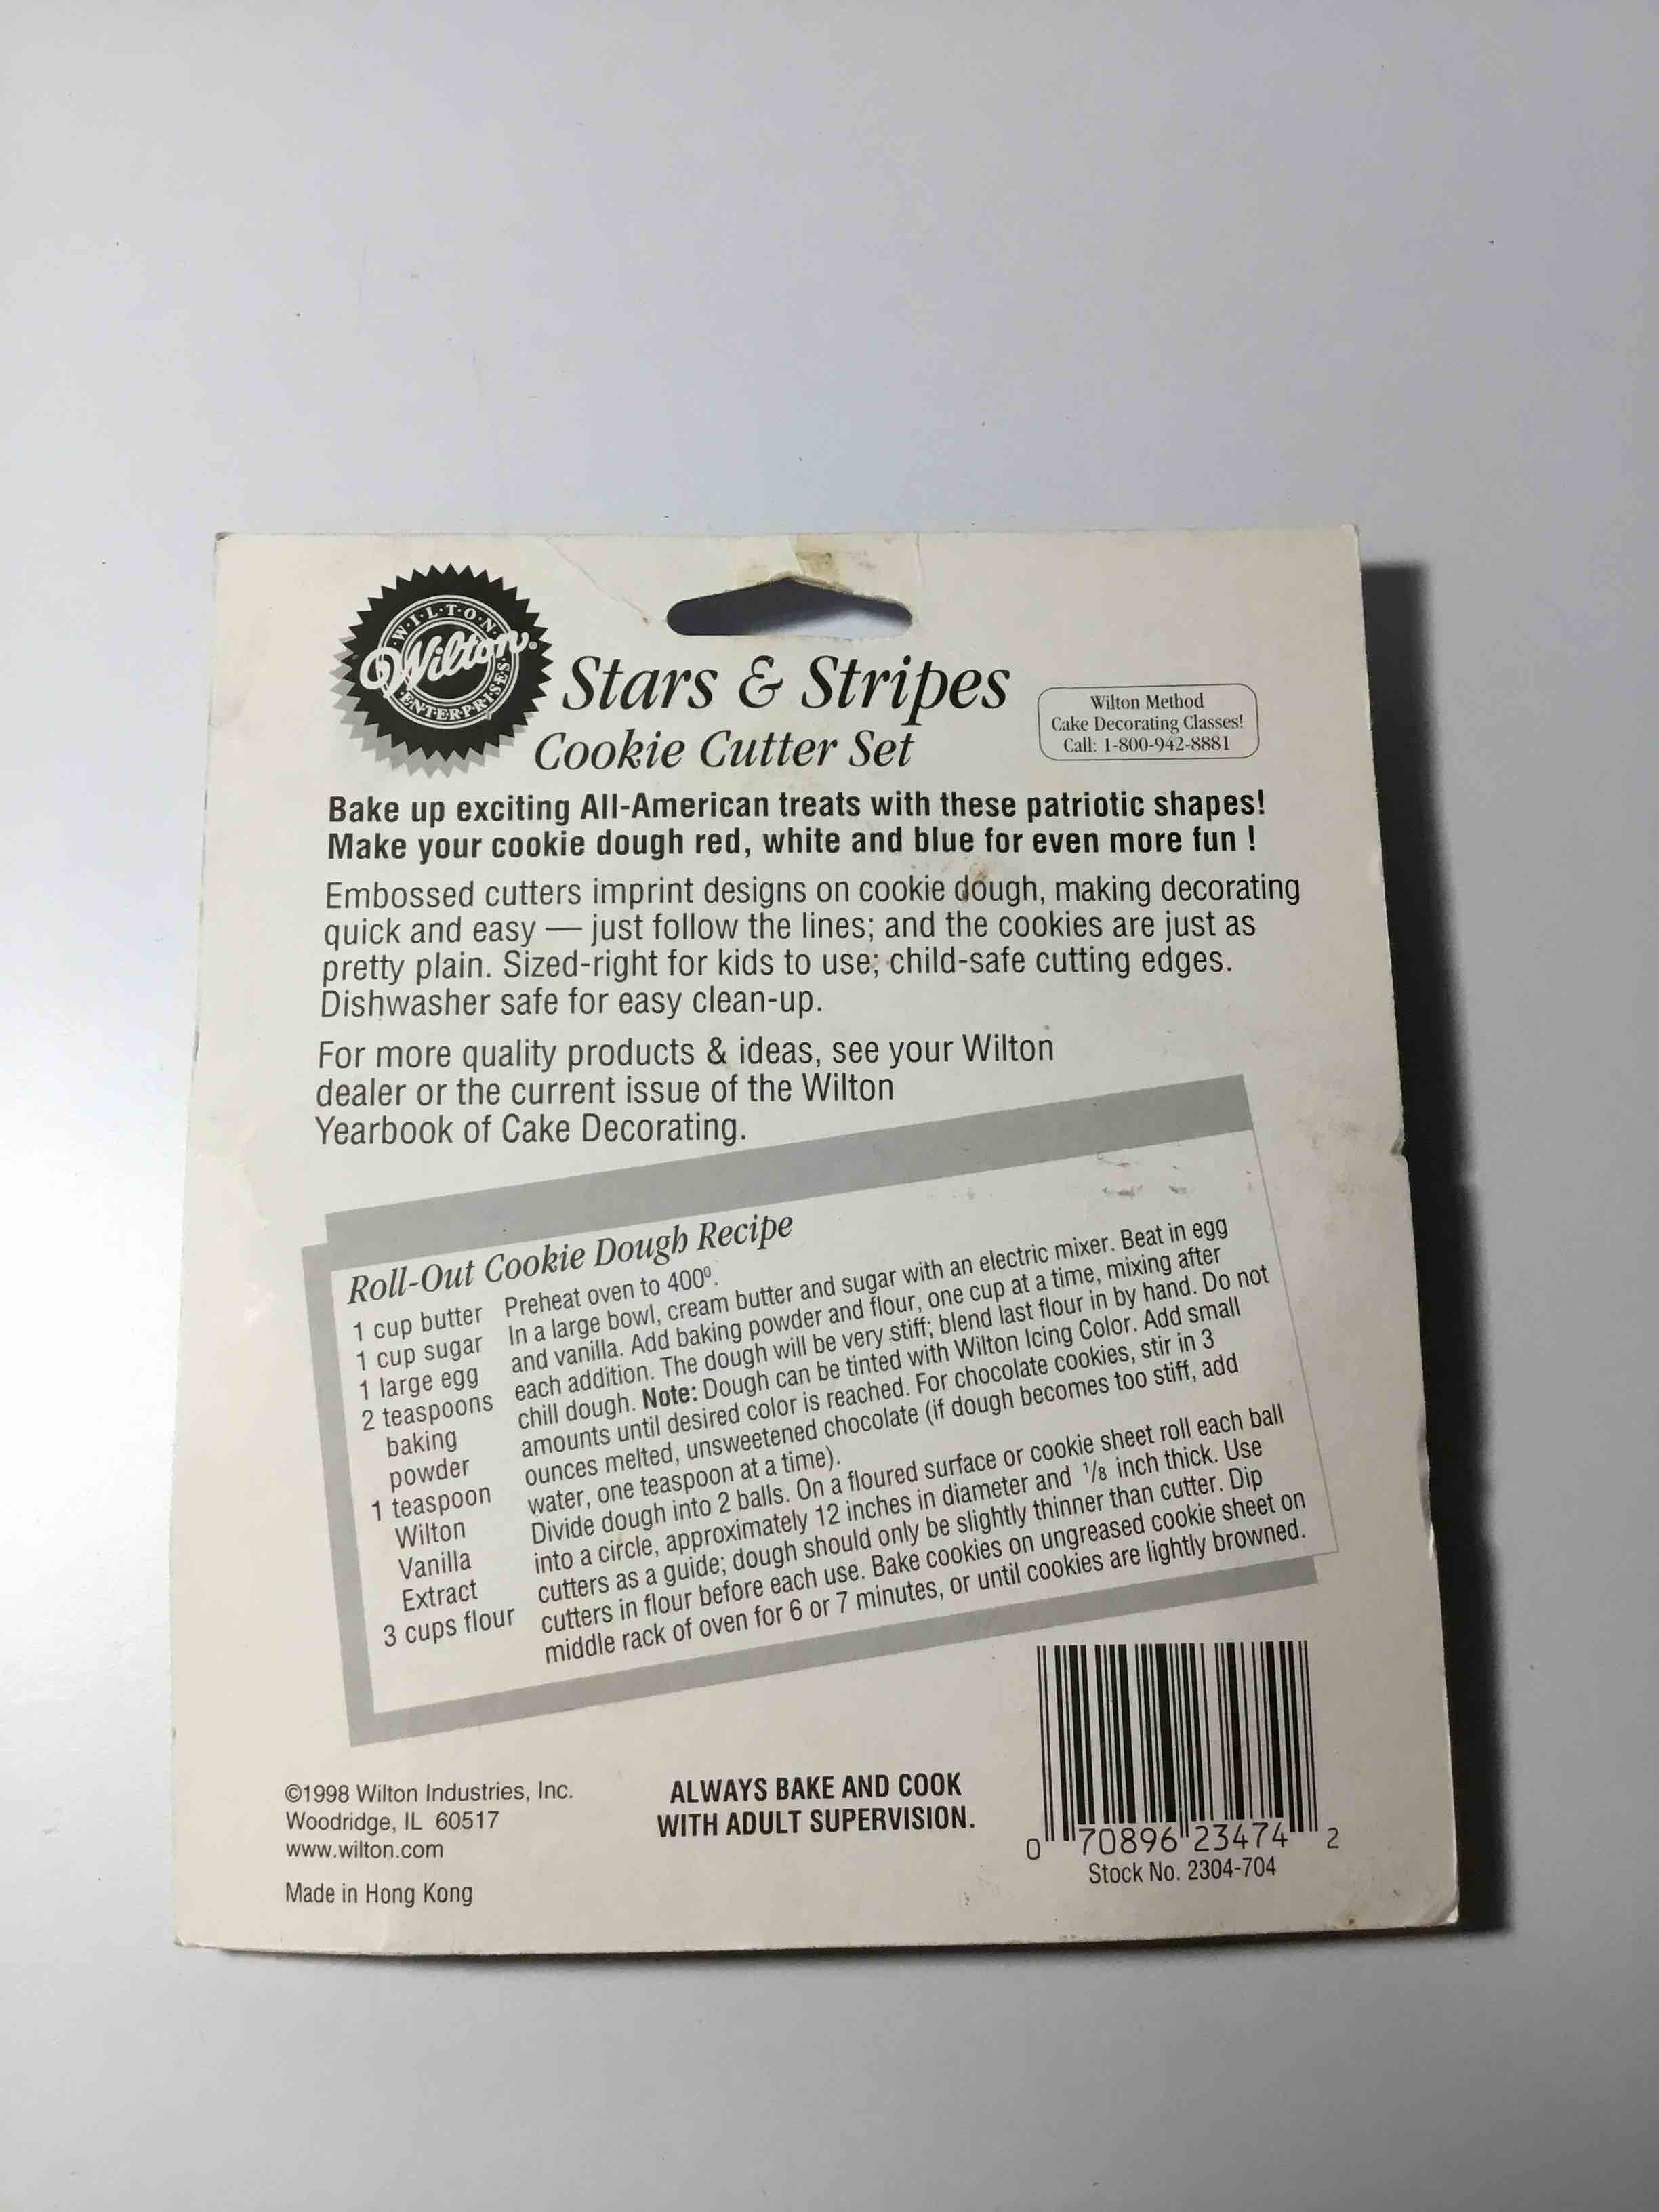 WILTON
Wilton®
ENTERPRISES
Stars & Stripes
Cookie Cutter Set
Wilton Method
Cake Decorating Classes!
Call: 1-800-942-8881
Bake up exciting All-American treats with these patriotic shapes!
Make your cookie dough red, white and blue for even more fun !
Embossed cutters imprint designs on cookie dough, making decorating
quick and easy — just follow the lines; and the cookies are just as
pretty plain. Sized-right for kids to use; child-safe cutting edges.
Dishwasher safe for easy clean-up.
For more quality products & ideas, see your Wilton
dealer or the current issue of the Wilton
Yearbook of Cake Decorating.
Roll-Out Cookie Dough Recipe
1 cup butter
1 cup sugar
1 large egg
2 teaspoons
baking
powder
1 teaspoon
Wilton
Vanilla
Extract
3 cups flour
Preheat oven to 400º.
In a large bowl, cream butter and sugar with an electric mixer. Beat in egg
and vanilla. Add baking powder and flour, one cup at a time, mixing after
each addition. The dough will be very stiff; blend last flour in by hand. Do not
chill dough. Note: Dough can be tinted with Wilton Icing Color. Add small
amounts until desired color is reached. For chocolate cookies, stir in 3
ounces melted, unsweetened chocolate (if dough becomes too stiff, add
water, one teaspoon at a time).
Divide dough into 2 balls. On a floured surface or cookie sheet roll each ball
into a circle, approximately 12 inches in diameter and 1/8 inch thick. Use
cutters as a guide; dough should only be slightly thinner than cutter. Dip
cutters in flour before each use. Bake cookies on ungreased cookie sheet on
middle rack of oven for 6 or 7 minutes, or until cookies are lightly browned.
©1998 Wilton Industries, Inc.
Woodridge, IL 60517
www.wilton.com
Made in Hong Kong
ALWAYS BAKE AND COOK
WITH ADULT SUPERVISION.
0 70896 23474 2
Stock No. 2304-704